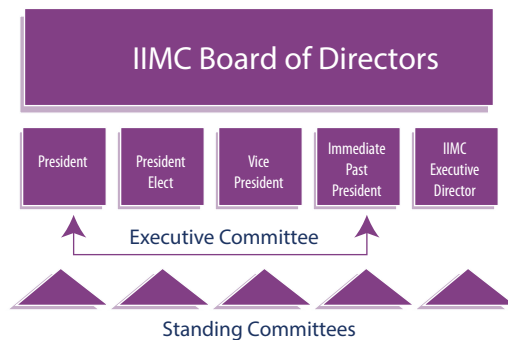 IIMC Board of Directors
President
President
Elect
Vice
President
Immediate
Past
President
IIMC
Executive
Director
Executive Committee
Standing Committees